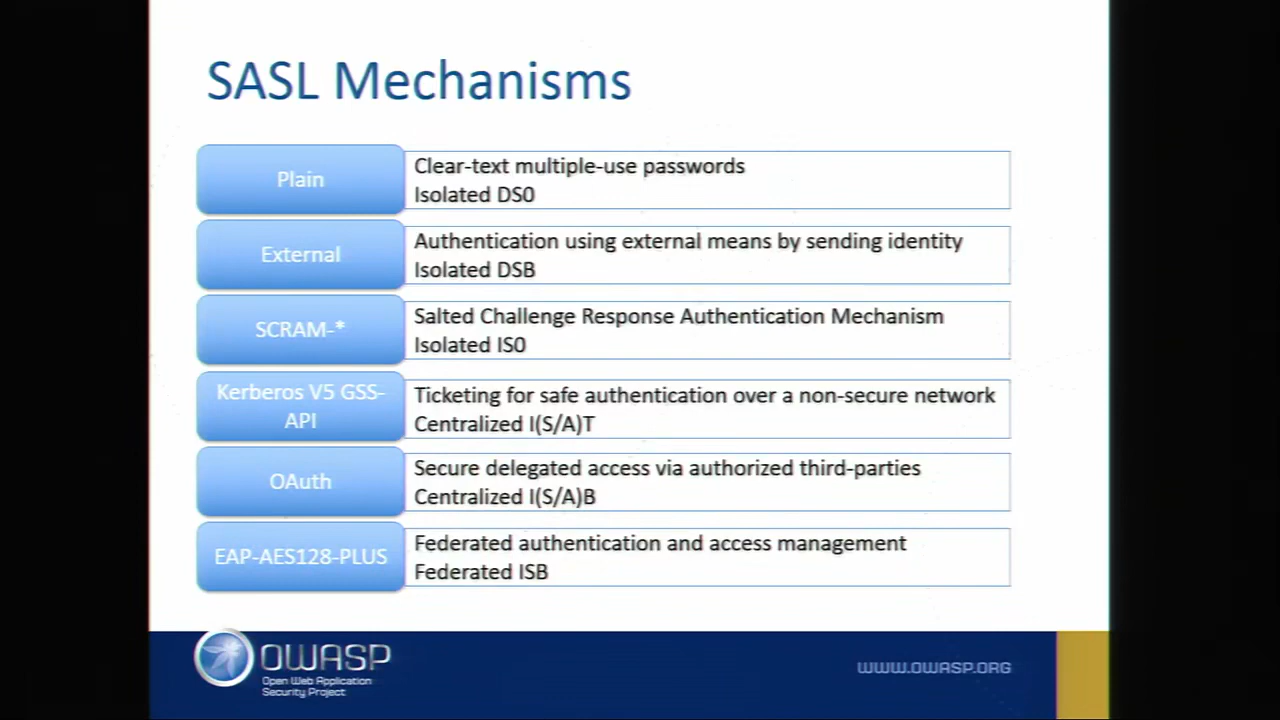 SASL Mechanisms
Plain
Clear-text multiple-use passwords
Isolated DS0
External
Authentication using external means by sending identity
Isolated DSB
SCRAM-*
Salted Challenge Response Authentication Mechanism
Isolated IS0
Kerberos V5 GSS-
API
Ticketing for safe authentication over a non-secure network
Centralized I(S/A)T
OAuth
Secure delegated access via authorized third-parties
Centralized I(S/A)B
EAP-AES128-PLUS
Federated authentication and access management
Federated ISB
OWASP
Open Web Application
Security Project
WWW.OWASP.ORG